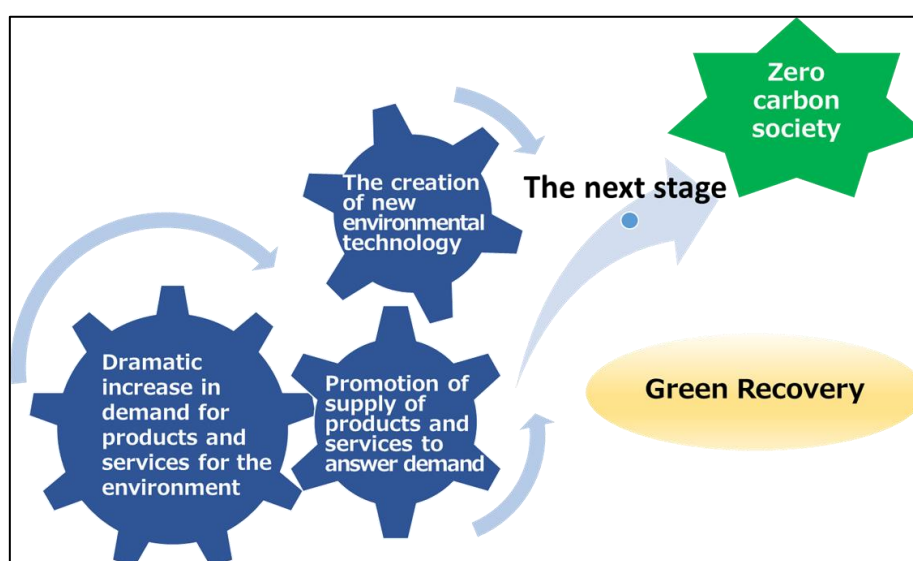 Zero
carbon
society
The next stage
The creation
of new
environmental
technology
Dramatic
increase in
demand for
products and
services for the
environment
Promotion of
supply of
products and
services to
answer demand
Green Recovery